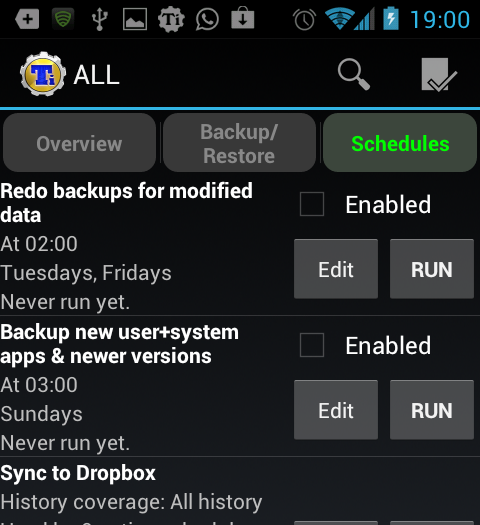 19:00
Ti ALL
Overview
Backup/
Restore
Schedules
Redo backups for modified
data
Enabled
At 02:00
Tuesdays, Fridays
Never run yet.
Edit
RUN
Backup new user+system
apps & newer versions
Enabled
At 03:00
Sundays
Never run yet.
Edit
RUN
Sync to Dropbox
History coverage: All history